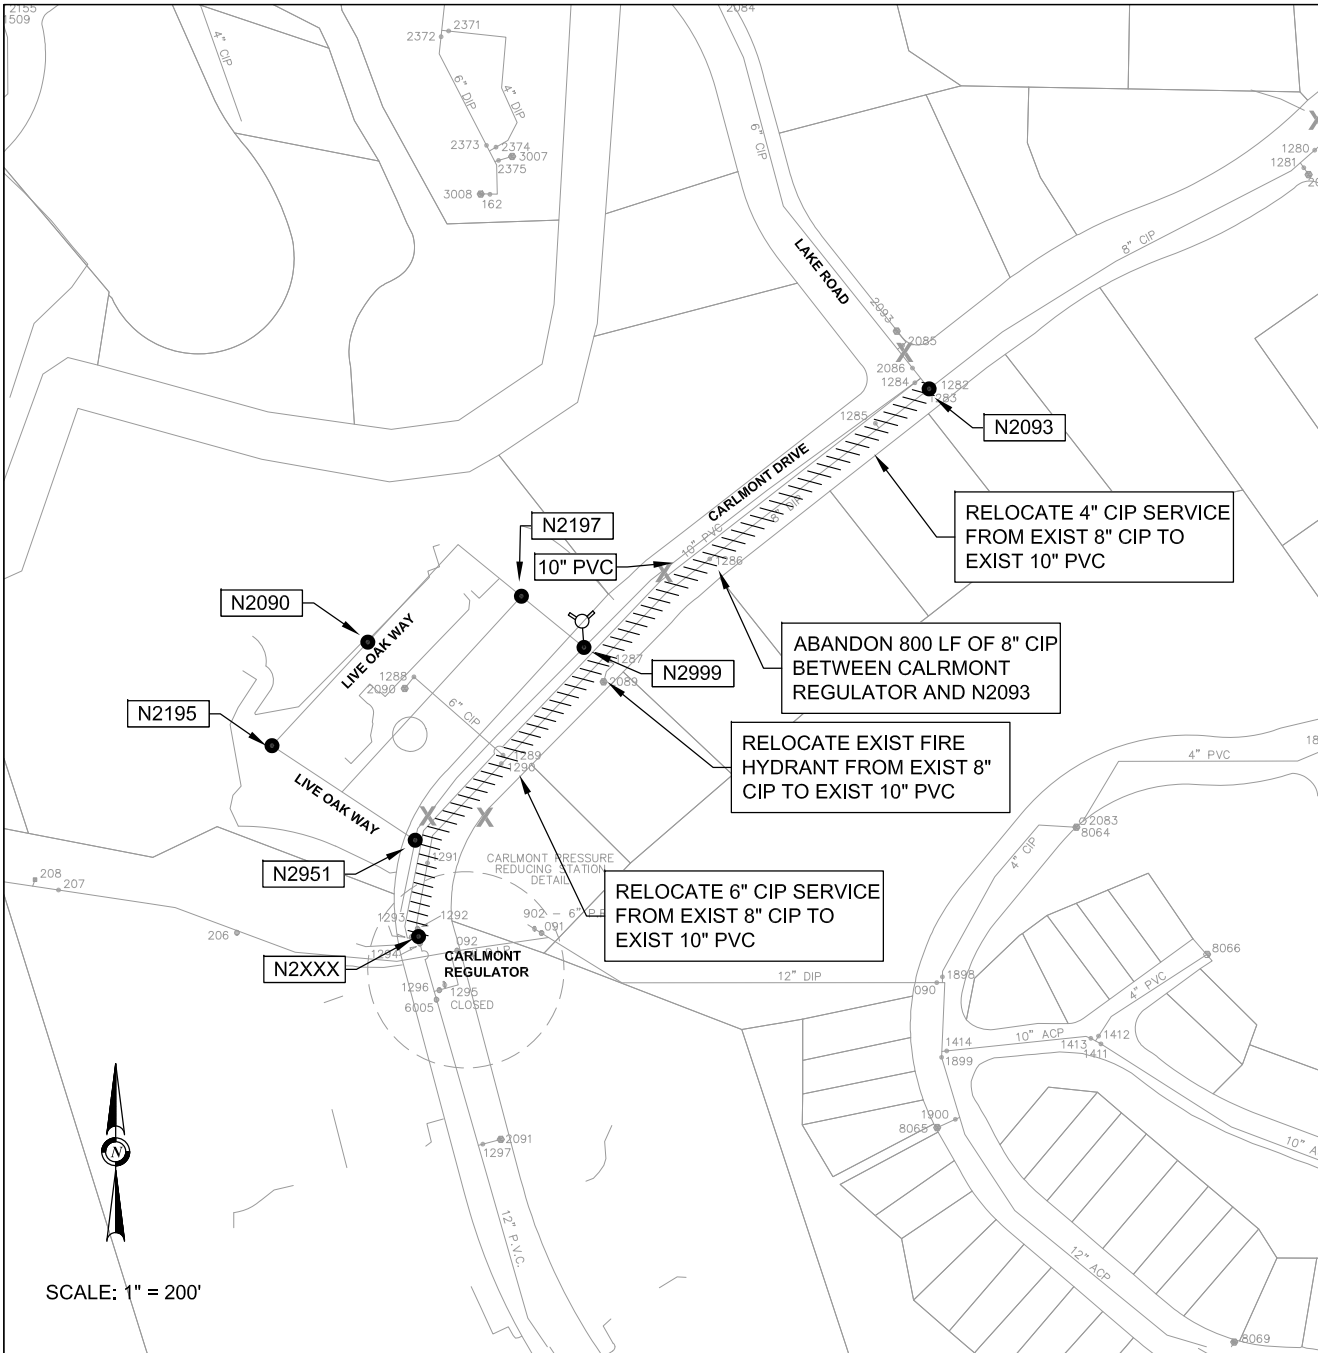 2155
1509
4" CIP
2371
2372
6" DIP
4" DIP
2373
2374
3007
2375
3008
162
2084
6" CIP
LAKE ROAD
8" CIP
1280
1281
2093
2085
2086
1284
1282
1283
1285
N2093
CARLMONT DRIVE
RELOCATE 4" CIP SERVICE
FROM EXIST 8" CIP TO
EXIST 10" PVC
N2197
10" PVC
10" PVC
1286
N2090
LIVE OAK WAY
1288
2090
6" CIP
1287
2089
N2999
ABANDON 800 LF OF 8" CIP
BETWEEN CALRMONT
REGULATOR AND N2093
N2195
LIVE OAK WAY
1289
1290
RELOCATE EXIST FIRE
HYDRANT FROM EXIST 8"
CIP TO EXIST 10" PVC
4" PVC
2083
8064
4" CIP
N2951
1291
CARLMONT PRESSURE
REDUCING STATION
DETAIL
208
207
206
RELOCATE 6" CIP SERVICE
FROM EXIST 8" CIP TO
EXIST 10" PVC
1293
1292
902 - 6" P.R
091
092
1294
N2XXX
CARLMONT
REGULATOR
1296
1295
6005
CLOSED
12" DIP
090
1898
8066
4" PVC
1414
10" ACP
1412
1413
1411
1899
1900
8065
10" A
2091
1297
12" P.V.C.
12" ACP
8069
N
SCALE: 1" = 200'